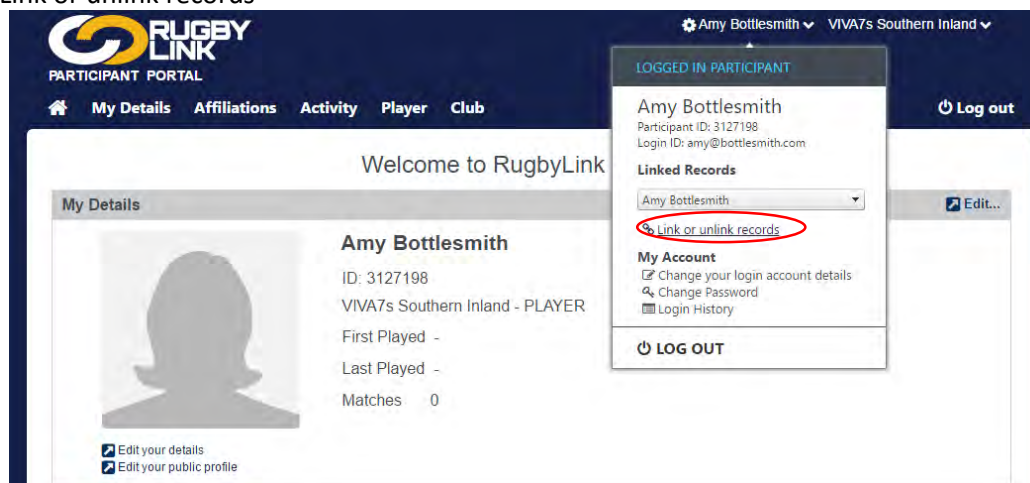 Link or unlink records
RUGBY
LINK
PARTICIPANT PORTAL
Amy Bottlesmith VIVA7s Southern Inland
My Details Affiliations Activity Player Club Log out
LOGGED IN PARTICIPANT
Amy Bottlesmith
Participant ID: 3127198
Login ID: amy@bottlesmith.com
Linked Records
Amy Bottlesmith
Link or unlink records
My Account
Change your login account details
Change Password
Login History
LOG OUT
Welcome to RugbyLink
My Details Edit...
Amy Bottlesmith
ID: 3127198
VIVA7s Southern Inland - PLAYER
First Played -
Last Played -
Matches 0
Edit your details
Edit your public profile